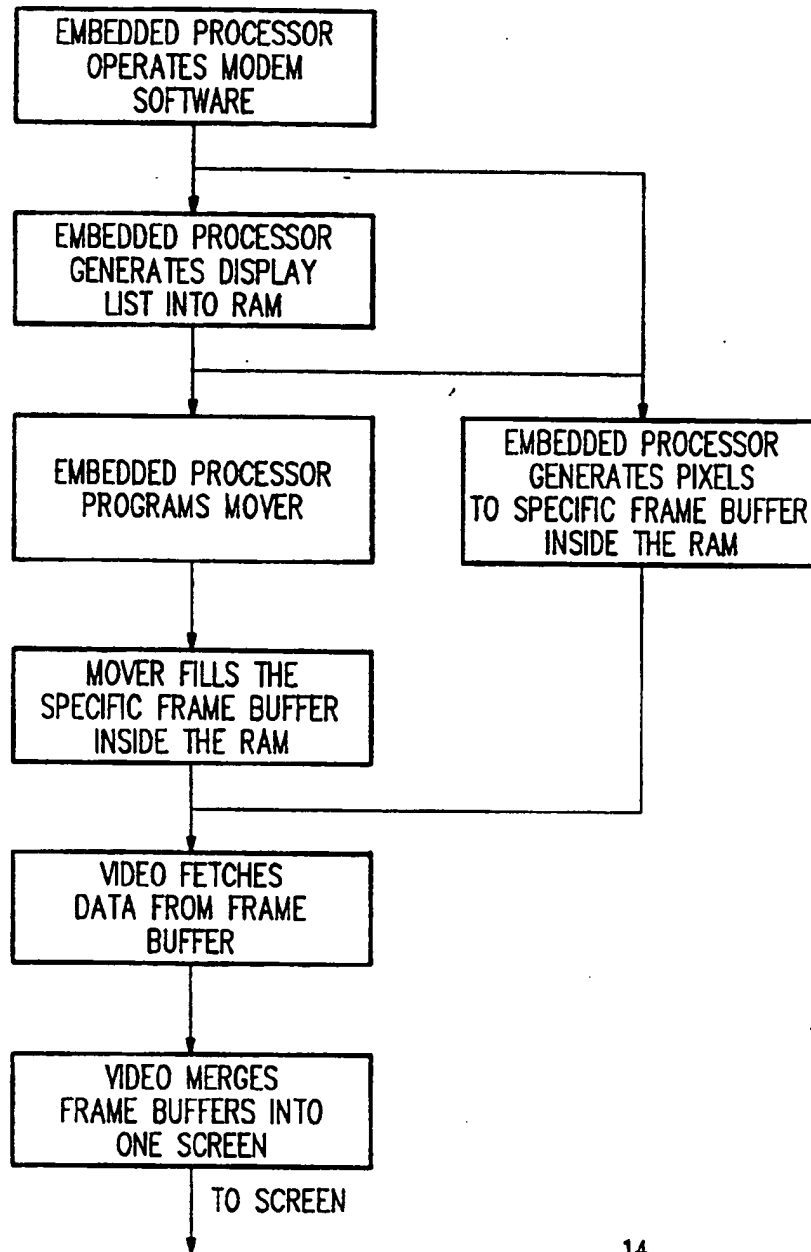 EMBEDDED PROCESSOR
OPERATES MODEM
SOFTWARE
EMBEDDED PROCESSOR
GENERATES DISPLAY
LIST INTO RAM
EMBEDDED PROCESSOR
PROGRAMS MOVER
EMBEDDED PROCESSOR
GENERATES PIXELS
TO SPECIFIC FRAME BUFFER
INSIDE THE RAM
MOVER FILLS THE
SPECIFIC FRAME BUFFER
INSIDE THE RAM
VIDEO FETCHES
DATA FROM FRAME
BUFFER
VIDEO MERGES
FRAME BUFFERS INTO
ONE SCREEN
TO SCREEN